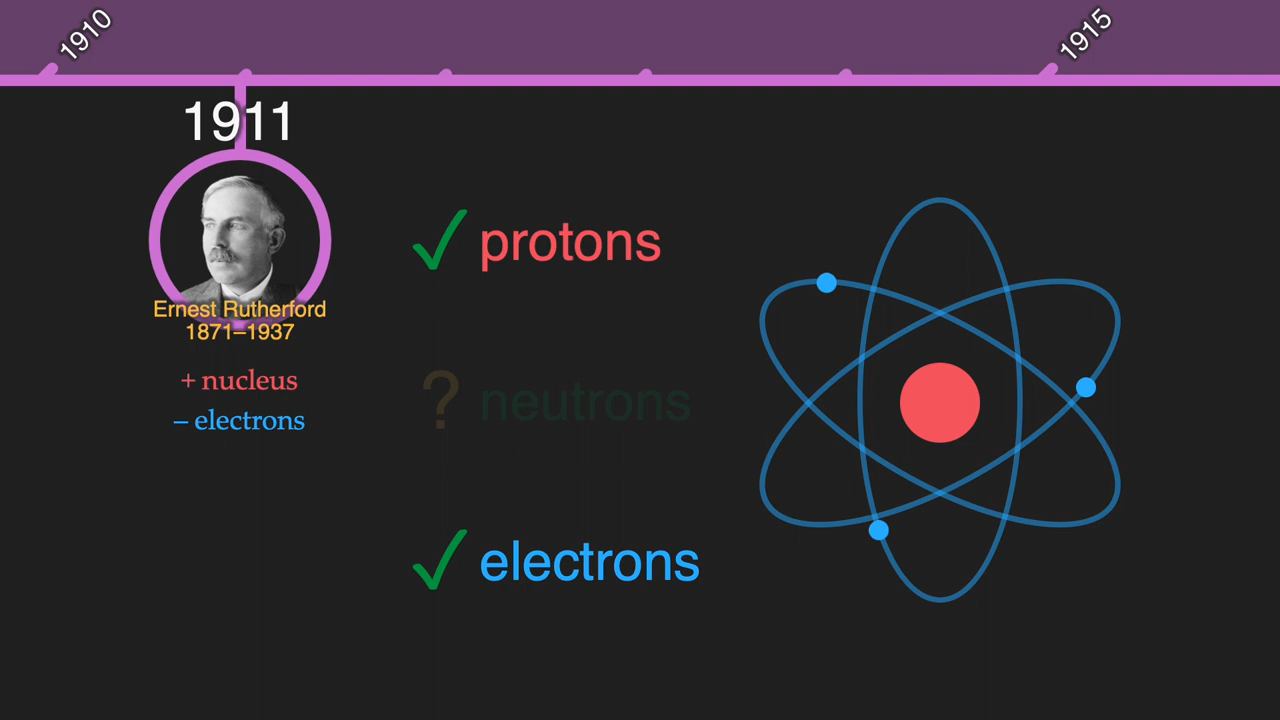 1910
1915
1911
Ernest Rutherford
1871–1937
+ nucleus
– electrons
✓ protons
? neutrons
✓ electrons